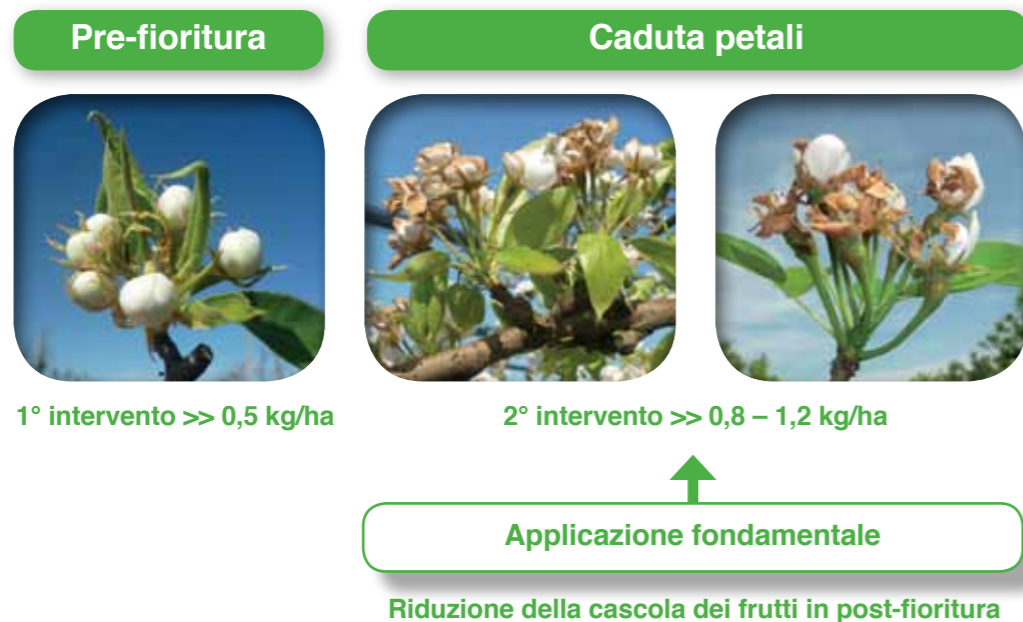 Pre-fioritura
Caduta petali
1° intervento >> 0,5 kg/ha
2° intervento >> 0,8 – 1,2 kg/ha
Applicazione fondamentale
Riduzione della cascola dei frutti in post-fioritura